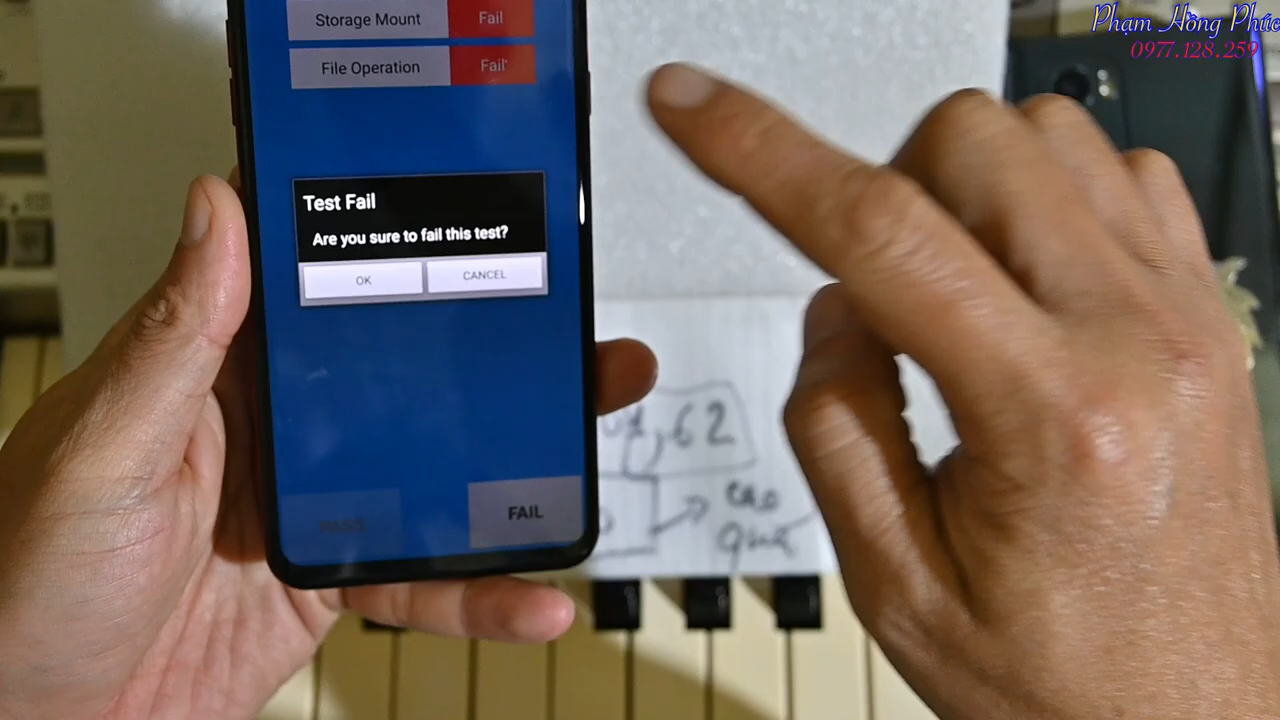 Phạm Hồng Phúc
0977.128.259
Storage Mount Fail
File Operation Fail
Test Fail
Are you sure to fail this test?
OK CANCEL
PASS FAIL
,62
cao
quá